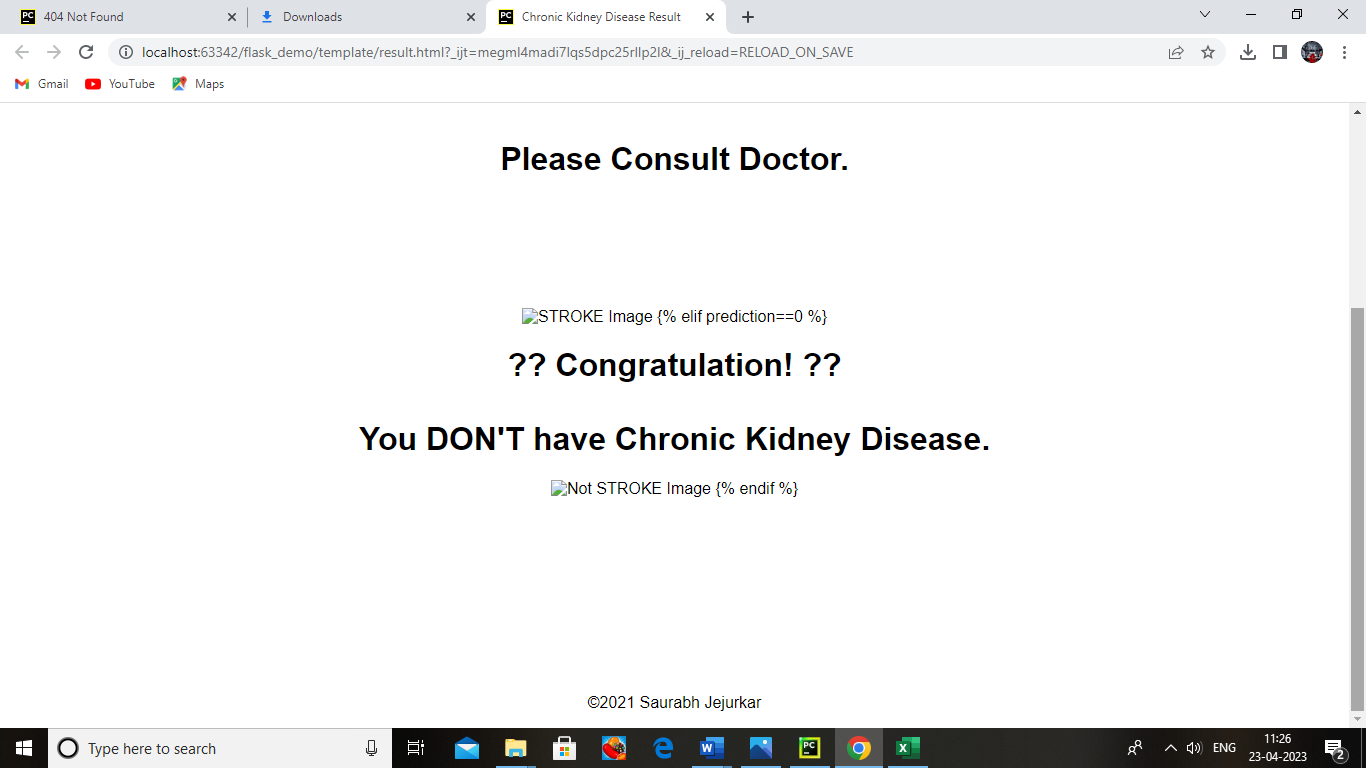 404 Not Found
Downloads
Chronic Kidney Disease Result
localhost:63342/flask_demo/template/result.html?_ijt=megml4madi7lqs5dpc25rllp2l&_ij_reload=RELOAD_ON_SAVE
Gmail
YouTube
Maps
Please Consult Doctor.
STROKE Image {% elif prediction==0 %}
?? Congratulation! ??
You DON'T have Chronic Kidney Disease.
Not STROKE Image {% endif %}
©2021 Saurabh Jejurkar
Type here to search
ENG
11:26
23-04-2023
2